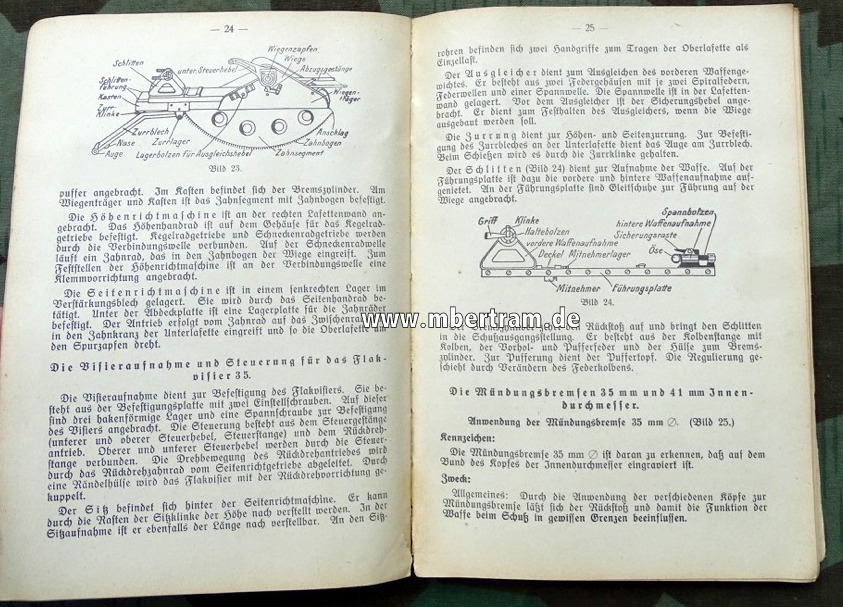 — 24 —
Wiegenzapfen
Wiege
Abzugsgestänge
Schlitten
unter. Steuerhebel
Schlittenführung
Kasten
Zurr-Klinke
Wiegenträger
Zurrblech
Nase
Zurrlager
Auge
Lagerbolzen für Ausgleichshebel
Anschlag
Zahnbogen
Zahnsegment
Bild 23.
puffer angebracht. Im Kasten befindet sich der Bremszylinder. Am
Wiegenträger und Kasten ist das Zahnsegment mit Zahnbogen befestigt.
Die Höhenrichtmaschine ist an der rechten Lafettenwand an-
gebracht. Das Höhenhandrad ist auf dem Gehäuse für das Kegelrad-
getriebe befestigt. Kegelradgetriebe und Schneckenradgetriebe werden
durch die Verbindungswelle verbunden. Auf der Schneckenradwelle
läuft ein Zahnrad, das in den Zahnbogen der Wiege eingreift. Zum
Feststellen der Höhenrichtmaschine ist an der Verbindungswelle eine
Klemmvorrichtung angebracht.
Die Seitenrichtmaschine ist in einem senkrechten Lager im
Verstärkungsblech gelagert. Sie wird durch das Seitenhandrad be-
tätigt. Unter der Abdeckplatte ist eine Lagerplatte für die Zahnräder
befestigt. Der Antrieb erfolgt vom Zahnrad auf das Zwischenrad
in den Zahnkranz der Unterlafette eingreift und so die Oberlafette um
den Spurzapfen dreht.
Die Visieraufnahme und Steuerung für das Flak-
visier 35.
Die Visieraufnahme dient zur Befestigung des Flakvisiers. Sie be-
steht aus der Befestigungsplatte mit zwei Einstellschrauben. Auf dieser
sind drei hakenförmige Lager und eine Spannschraube zur Befestigung
des Visiers angebracht. Die Steuerung besteht aus dem Steuergestänge
(unterer und oberer Steuerhebel, Steuerstange) und dem Rückdreh-
antrieb. Oberer und unterer Steuerhebel werden durch die Steuer-
stange verbunden. Die Drehbewegung des Rückdrehantriebes wird
durch das Rückdrehzahnrad vom Seitenrichtgetriebe abgeleitet. Durch
eine Rändelhülse wird das Flakvisier mit der Rückdrehvorrichtung ge-
kuppelt.
Der Sitz befindet sich hinter der Seitenrichtmaschine. Er kann
durch die Rasten der Sitzklinke der Höhe nach verstellt werden. In der
Sitzaufnahme ist er ebenfalls der Länge nach verstellbar. An den Sitz-
— 25 —
rohren befinden sich zwei Handgriffe zum Tragen der Oberlafette als
Einzellast.
Der Ausgleicher dient zum Ausgleichen des vorderen Waffenge-
wichtes. Er besteht aus zwei Federgehäusen mit je zwei Spiralfedern,
Federwellen und einer Spannwelle. Die Spannwelle ist in der Lafetten-
wand gelagert. Vor dem Ausgleicher ist der Sicherungshebel ange-
bracht. Er dient zum Festhalten des Ausgleichers, wenn die Wiege
ausgebaut werden soll.
Die Zurrung dient zur Höhen- und Seitenzurrung. Zur Befesti-
gung des Zurrbleches an der Unterlafette dient das Auge am Zurrblech.
Beim Schießen wird es durch die Zurrklinke gehalten.
Der Schlitten (Bild 24) dient zur Aufnahme der Waffe. Auf der
Führungsplatte ist dazu die vordere und hintere Waffenaufnahme auf-
genietet. An der Führungsplatte sind Gleitschuhe zur Führung auf der
Wiege angebracht.
Griff
Klinke
Haltebolzen
vordere Waffenaufnahme
Deckel
Mitnehmerlager
Spannbolzen
hintere Waffenaufnahme
Sicherungsraste
Öse
Mitnehmer
Führungsplatte
Bild 24.
Rückstoß auf und bringt den Schlitten
in die Schußausgangsstellung. Er besteht aus der Kolbenstange mit
Kolben, der Vorhol- und Pufferfeder und der Hülse zum Brems-
zylinder. Zur Pufferung dient der Puffertopf. Die Regulierung ge-
schieht durch Verändern des Federkolbens.
Die Mündungsbremsen 35 mm und 41 mm Innen-
durchmesser.
Anwendung der Mündungsbremse 35 mm ∅. (Bild 25.)
Kennzeichen:
Die Mündungsbremse 35 mm ∅ ist daran zu erkennen, daß auf dem
Bund des Kopfes der Innendurchmesser eingraviert ist.
Zweck:
Allgemeines: Durch die Anwendung der verschiedenen Köpfe zur
Mündungsbremse läßt sich der Rückstoß und damit die Funktion der
Waffe beim Schuß in gewissen Grenzen beeinflussen.
www.mbertram.de